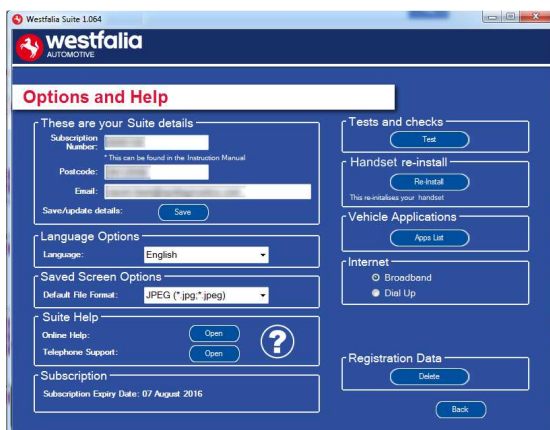 Westfalia Suite 1.064
westfalia
AUTOMOTIVE
Options and Help
These are your Suite details
Subscription
Number:
* This can be found in the Instruction Manual
Postcode:
Email:
Save/update details:
Save
Language Options
Language:
English
Saved Screen Options
Default File Format:
JPEG (*.jpg;*.jpeg)
Suite Help
Online Help:
Open
Telephone Support:
Open
?
Subscription
Subscription Expiry Date: 07 August 2016
Tests and checks
Test
Handset re-install
Re-Install
This re-initalises your handset
Vehicle Applications
Apps List
Internet
Broadband
Dial Up
Registration Data
Delete
Back